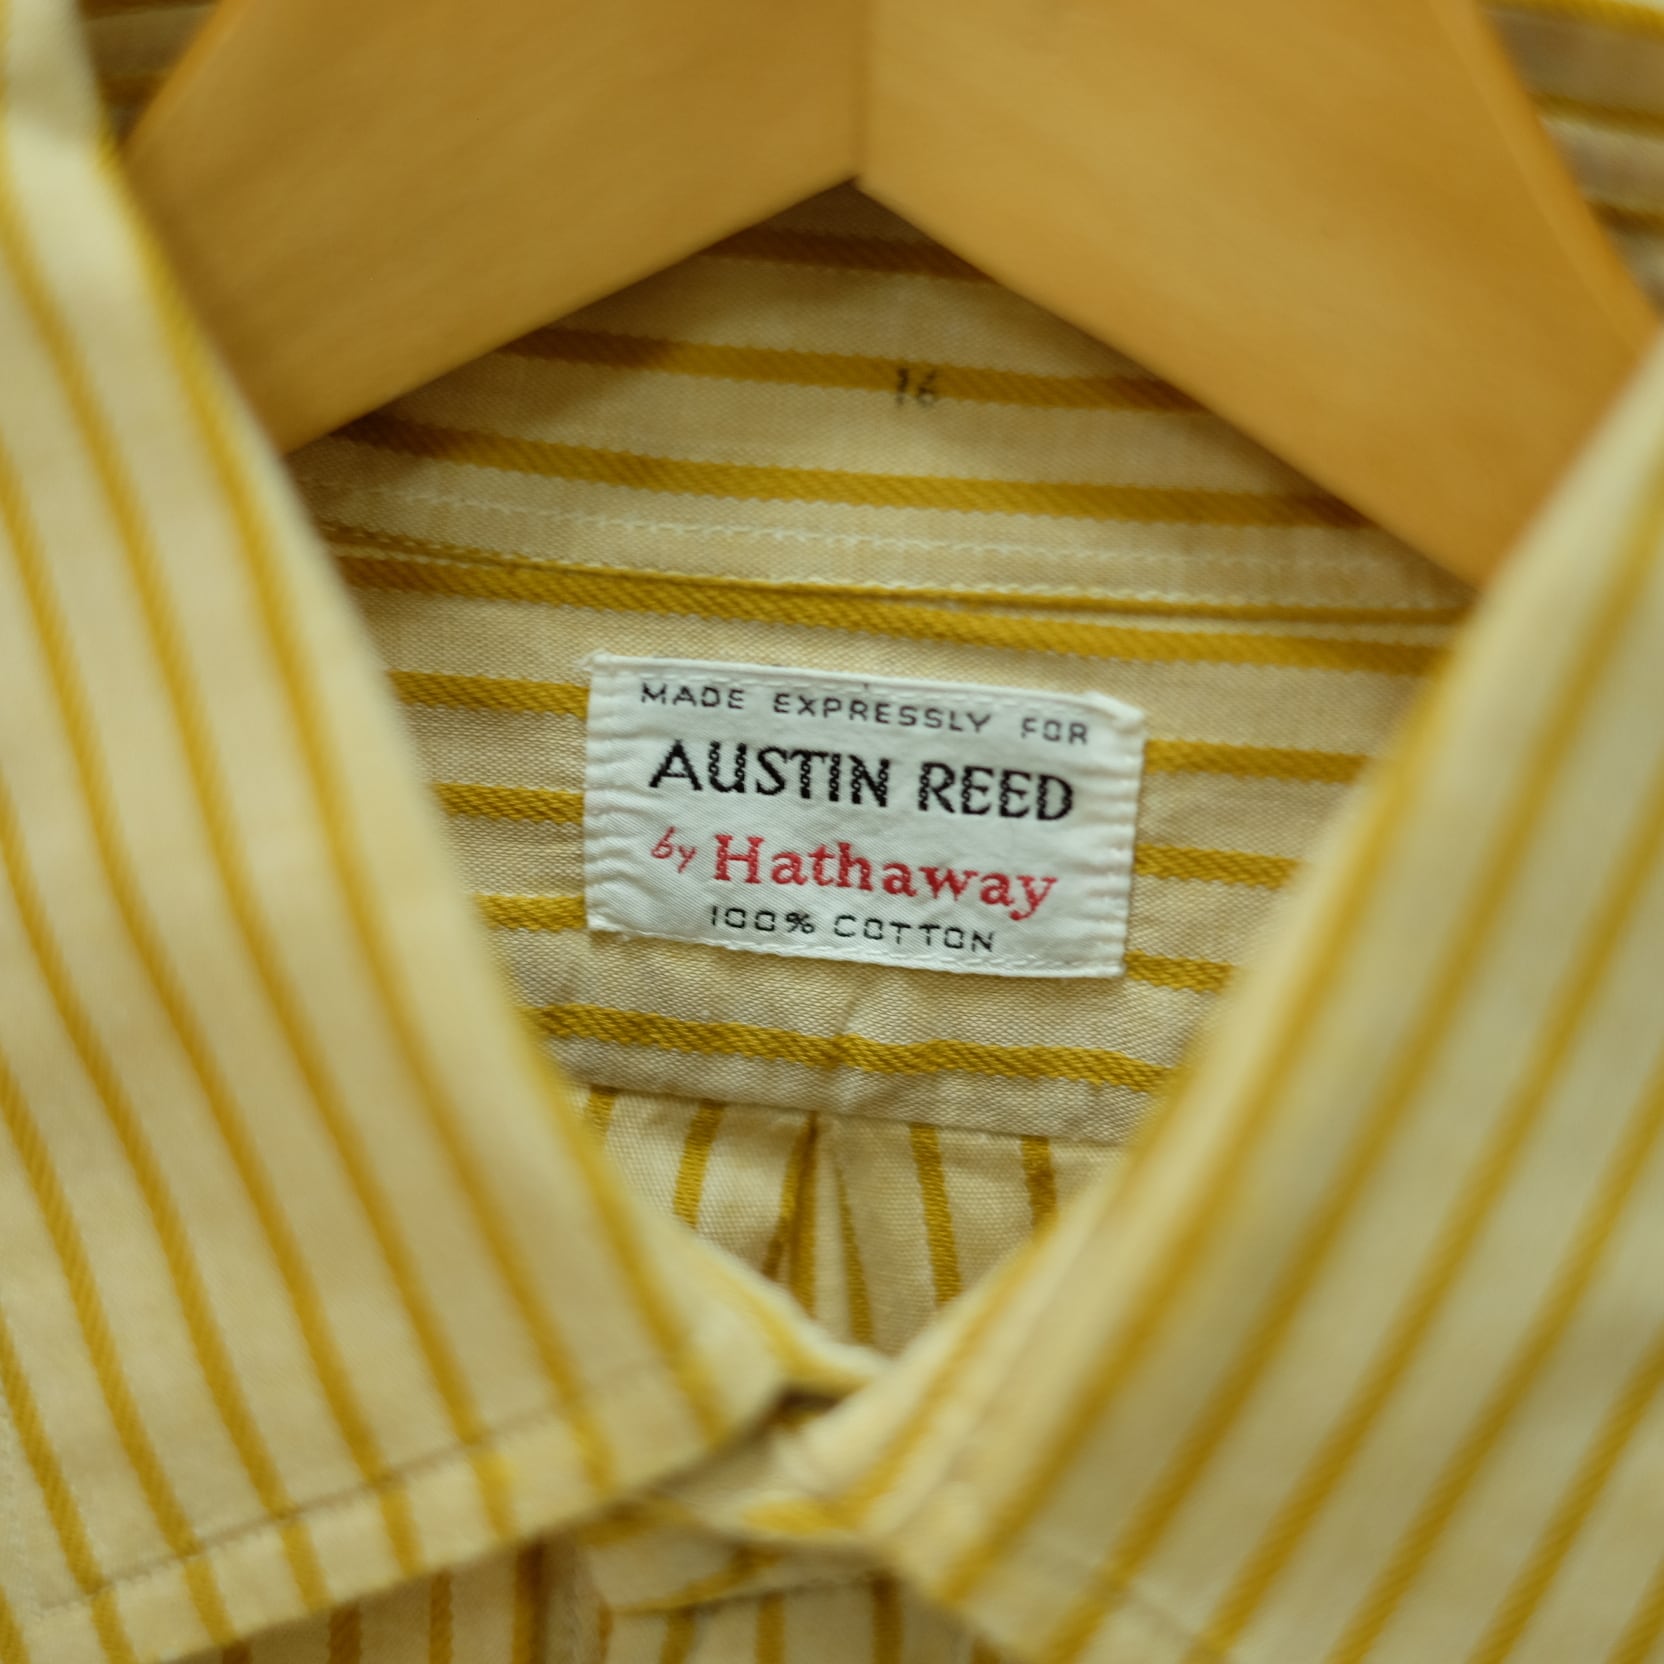 16
MADE EXPRESSLY FOR
AUSTIN REED
by Hathaway
100% COTTON